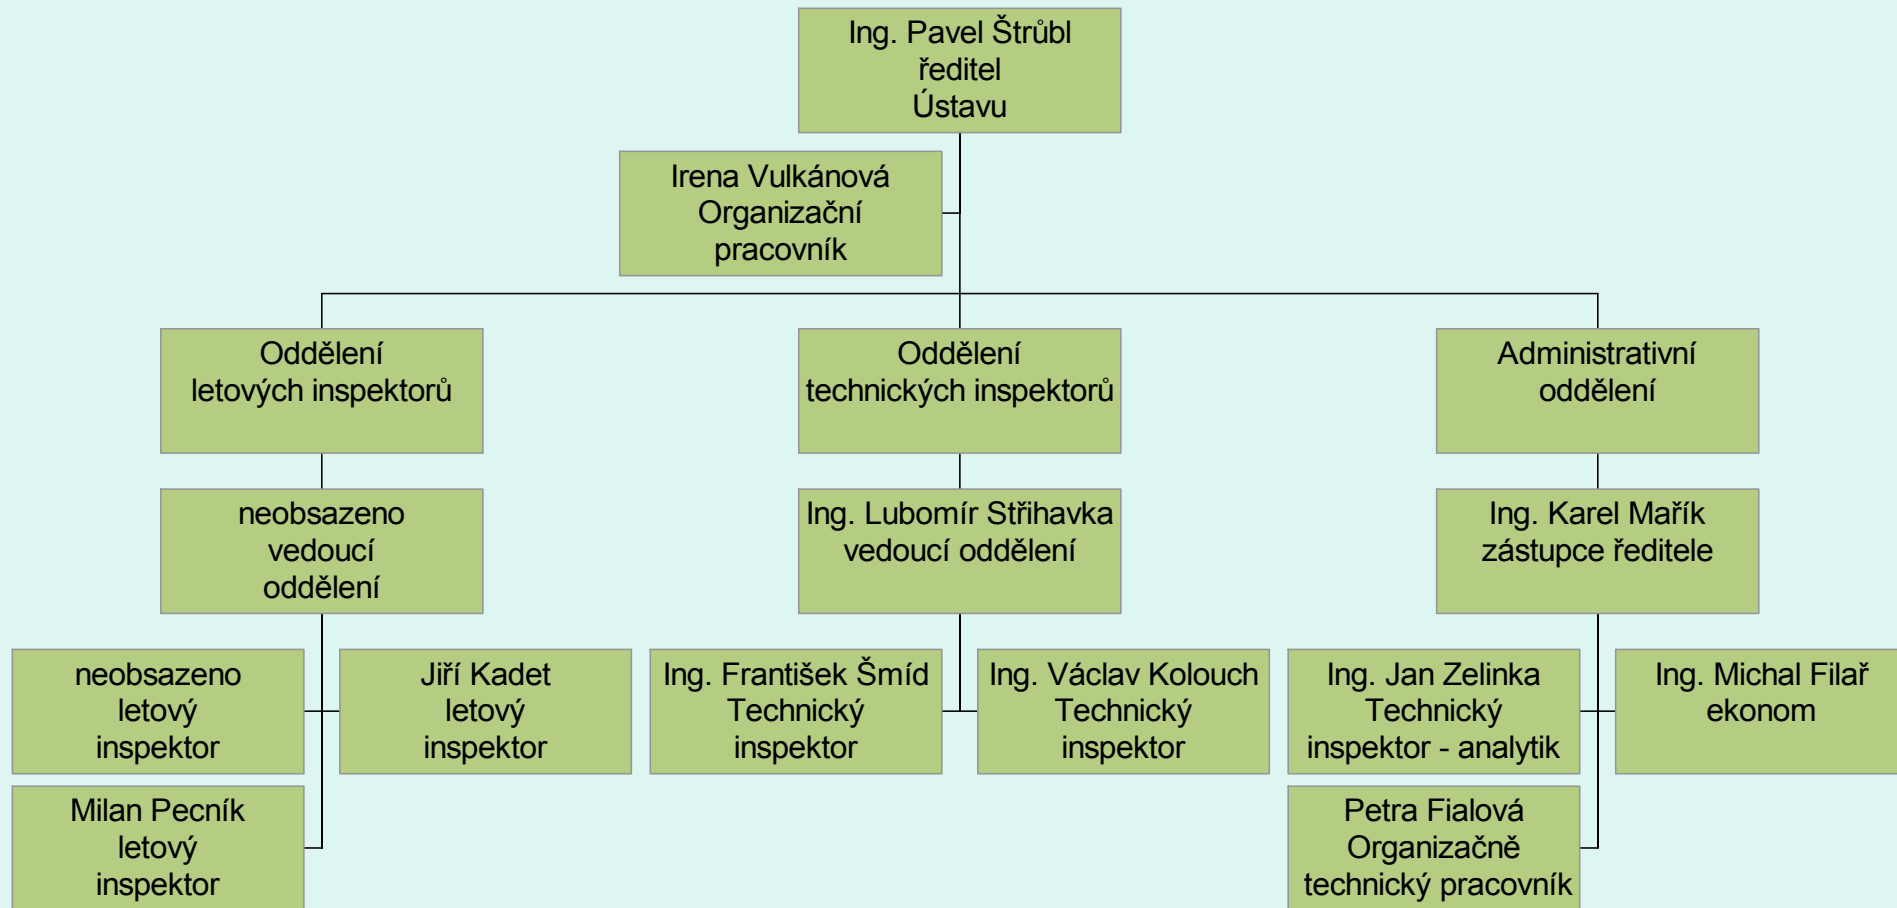 Ing. Pavel Štrůbl
ředitel
Ústavu
Irena Vulkánová
Organizační
pracovník
Oddělení
letových inspektorů
Oddělení
technických inspektorů
Administrativní
oddělení
neobsazeno
vedoucí
oddělení
Ing. Lubomír Střihavka
vedoucí oddělení
Ing. Karel Mařík
zástupce ředitele
neobsazeno
letový
inspektor
Jiří Kadet
letový
inspektor
Ing. František Šmíd
Technický
inspektor
Ing. Václav Kolouch
Technický
inspektor
Ing. Jan Zelinka
Technický
inspektor - analytik
Ing. Michal Filař
ekonom
Milan Pecník
letový
inspektor
Petra Fialová
Organizačně
technický pracovník